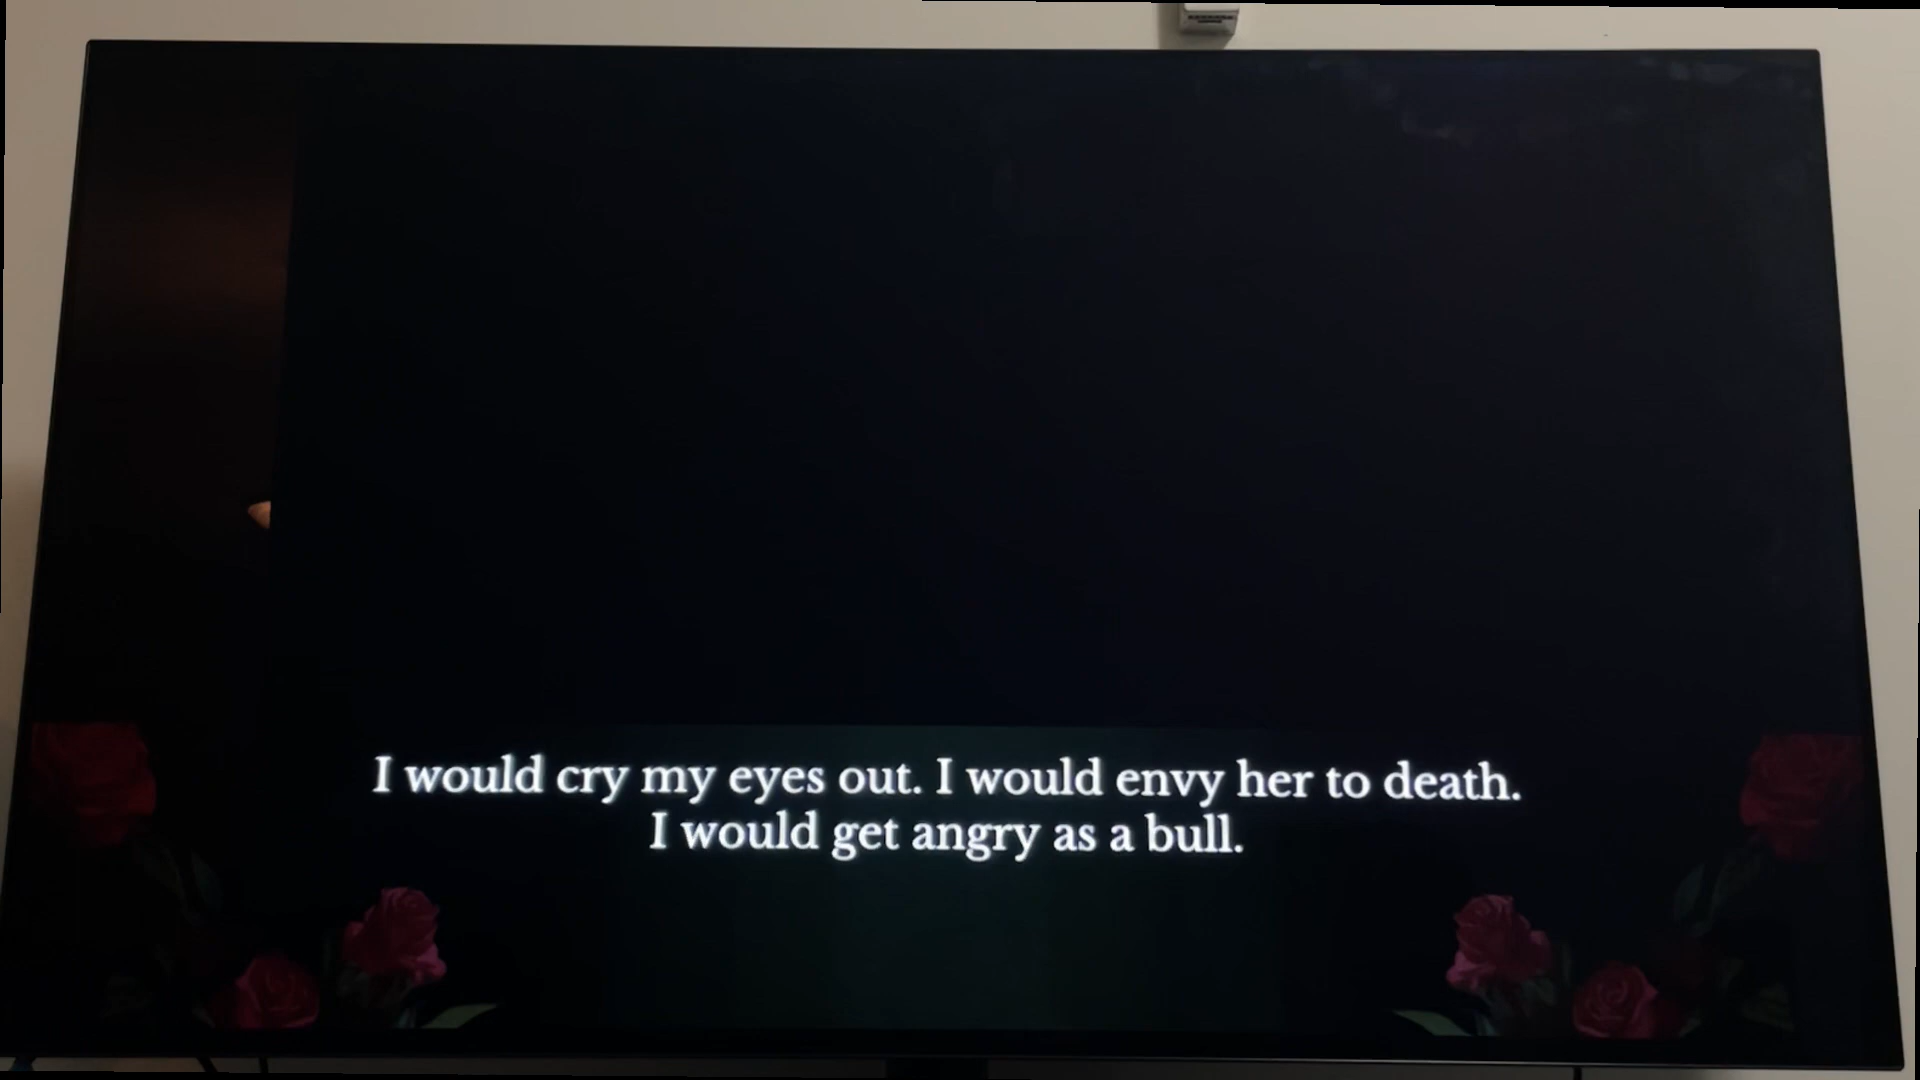 I would cry my eyes out. I would envy her to death.
I would get angry as a bull.